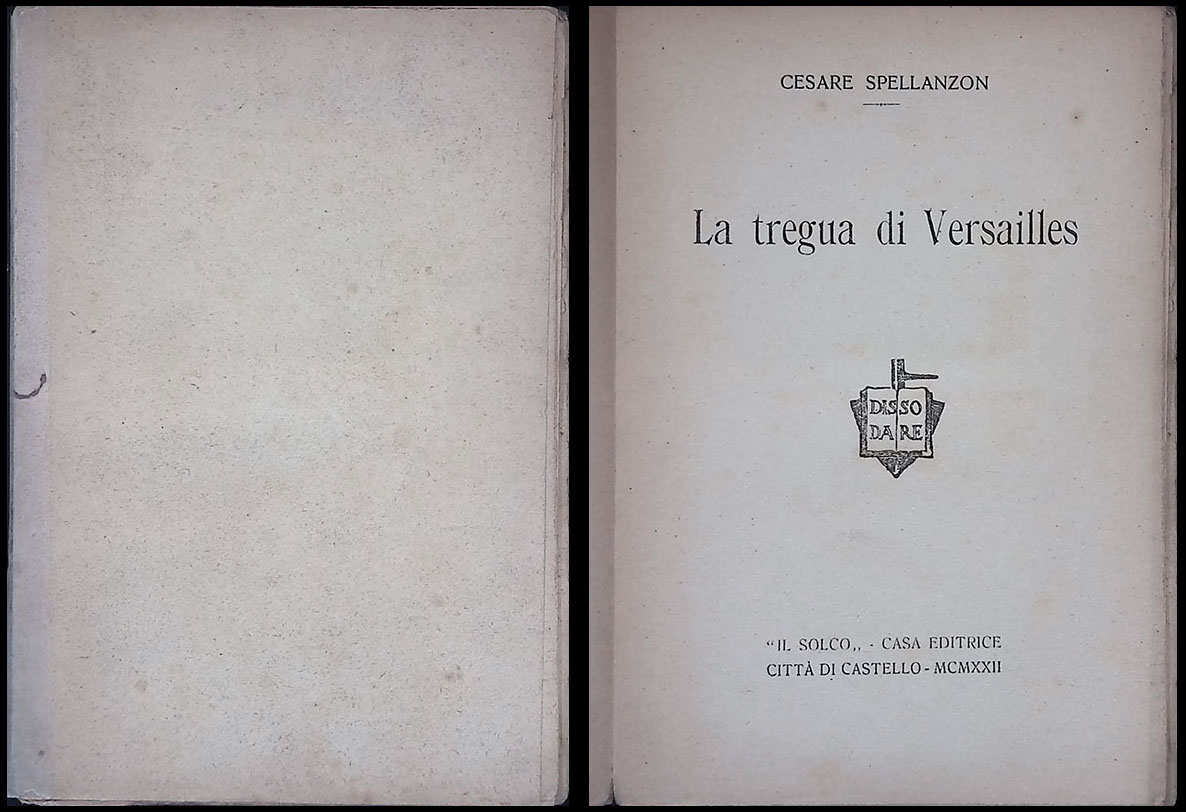 CESARE SPELLANZON
La tregua di Versailles
DISSO
DARE
“IL SOLCO„ - CASA EDITRICE
CITTÀ DI CASTELLO - MCMXXII